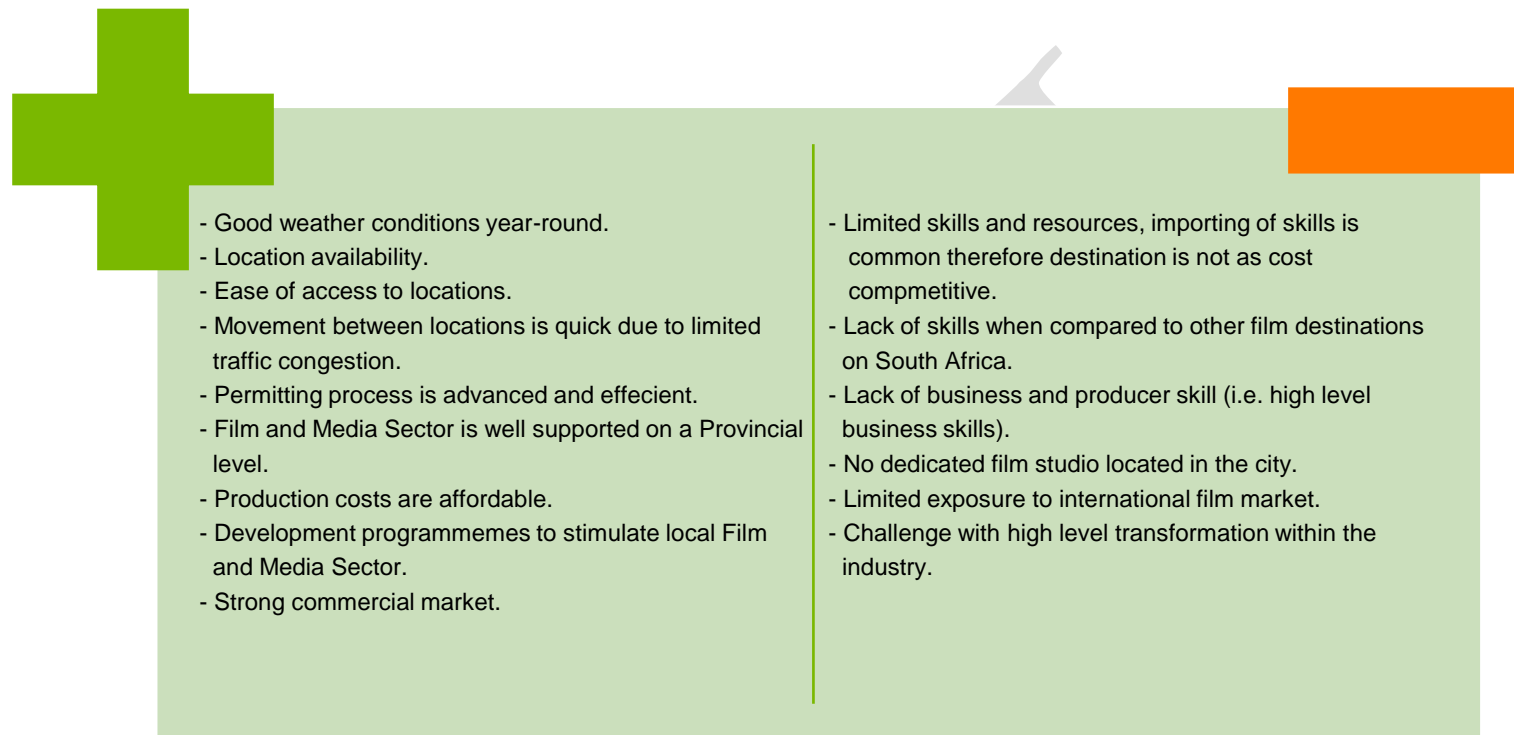 - Good weather conditions year-round.
- Location availability.
- Ease of access to locations.
- Movement between locations is quick due to limited
traffic congestion.
- Permitting process is advanced and effecient.
- Film and Media Sector is well supported on a Provincial
level.
- Production costs are affordable.
- Development programmemes to stimulate local Film
and Media Sector.
- Strong commercial market.
- Limited skills and resources, importing of skills is
common therefore destination is not as cost
compmetitive.
- Lack of skills when compared to other film destinations
on South Africa.
- Lack of business and producer skill (i.e. high level
business skills).
- No dedicated film studio located in the city.
- Limited exposure to international film market.
- Challenge with high level transformation within the
industry.